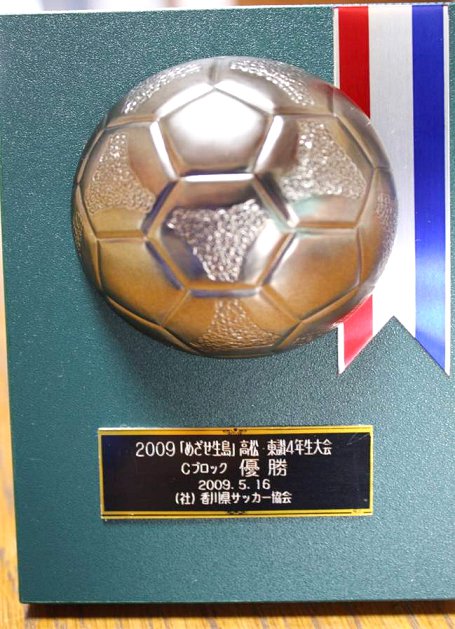 2009「めざせ生島」高松・東讃4年生大会
Cブロック 優勝
2009.5.16
(社)香川県サッカー協会